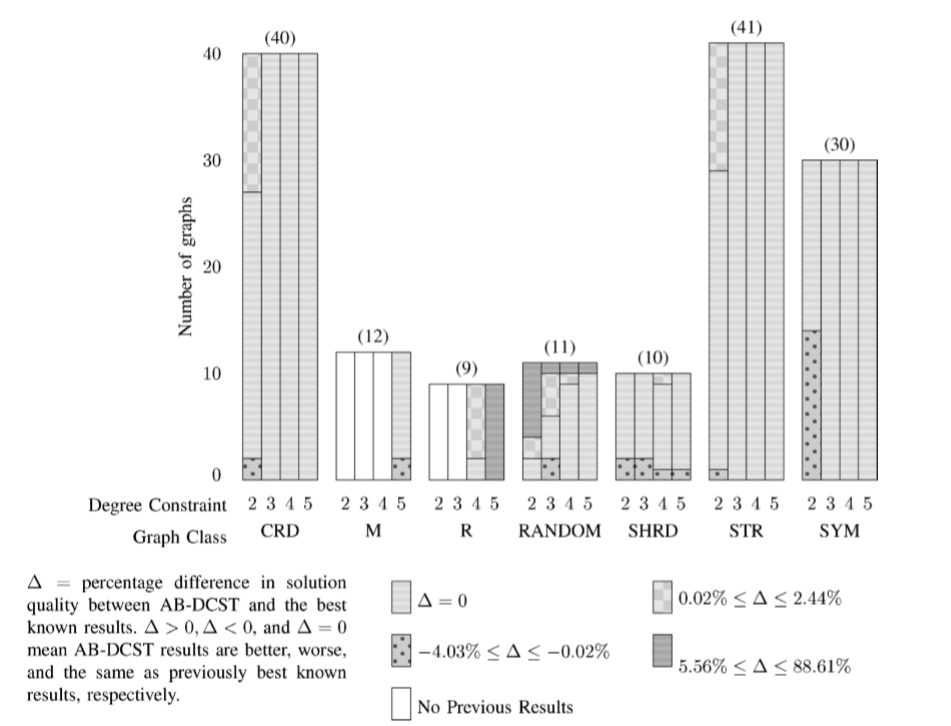 (40)
(41)
40
(30)
30
Number of graphs
20
(12)
(11)
(10)
(9)
10
0
Degree Constraint 2 3 4 5 2 3 4 5 2 3 4 5 2 3 4 5 2 3 4 5 2 3 4 5 2 3 4 5
Graph Class CRD M R RANDOM SHRD STR SYM
Δ = percentage difference in solution
quality between AB-DCST and the best
known results. Δ > 0, Δ < 0, and Δ = 0
mean AB-DCST results are better, worse,
and the same as previously best known
results, respectively.
Δ = 0
−4.03% ≤ Δ ≤ −0.02%
No Previous Results
0.02% ≤ Δ ≤ 2.44%
5.56% ≤ Δ ≤ 88.61%